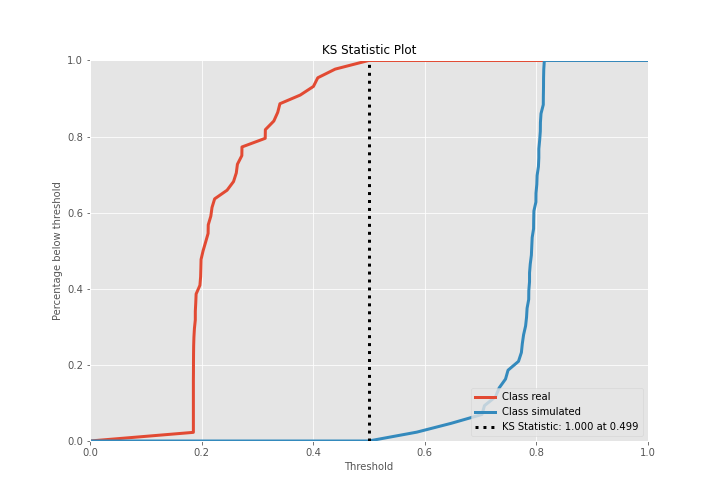 KS Statistic Plot
1.0
0.8
0.6
0.4
0.2
0.0
Percentage below threshold
0.0 0.2 0.4 0.6 0.8 1.0
Threshold
Class real
Class simulated
KS Statistic: 1.000 at 0.499